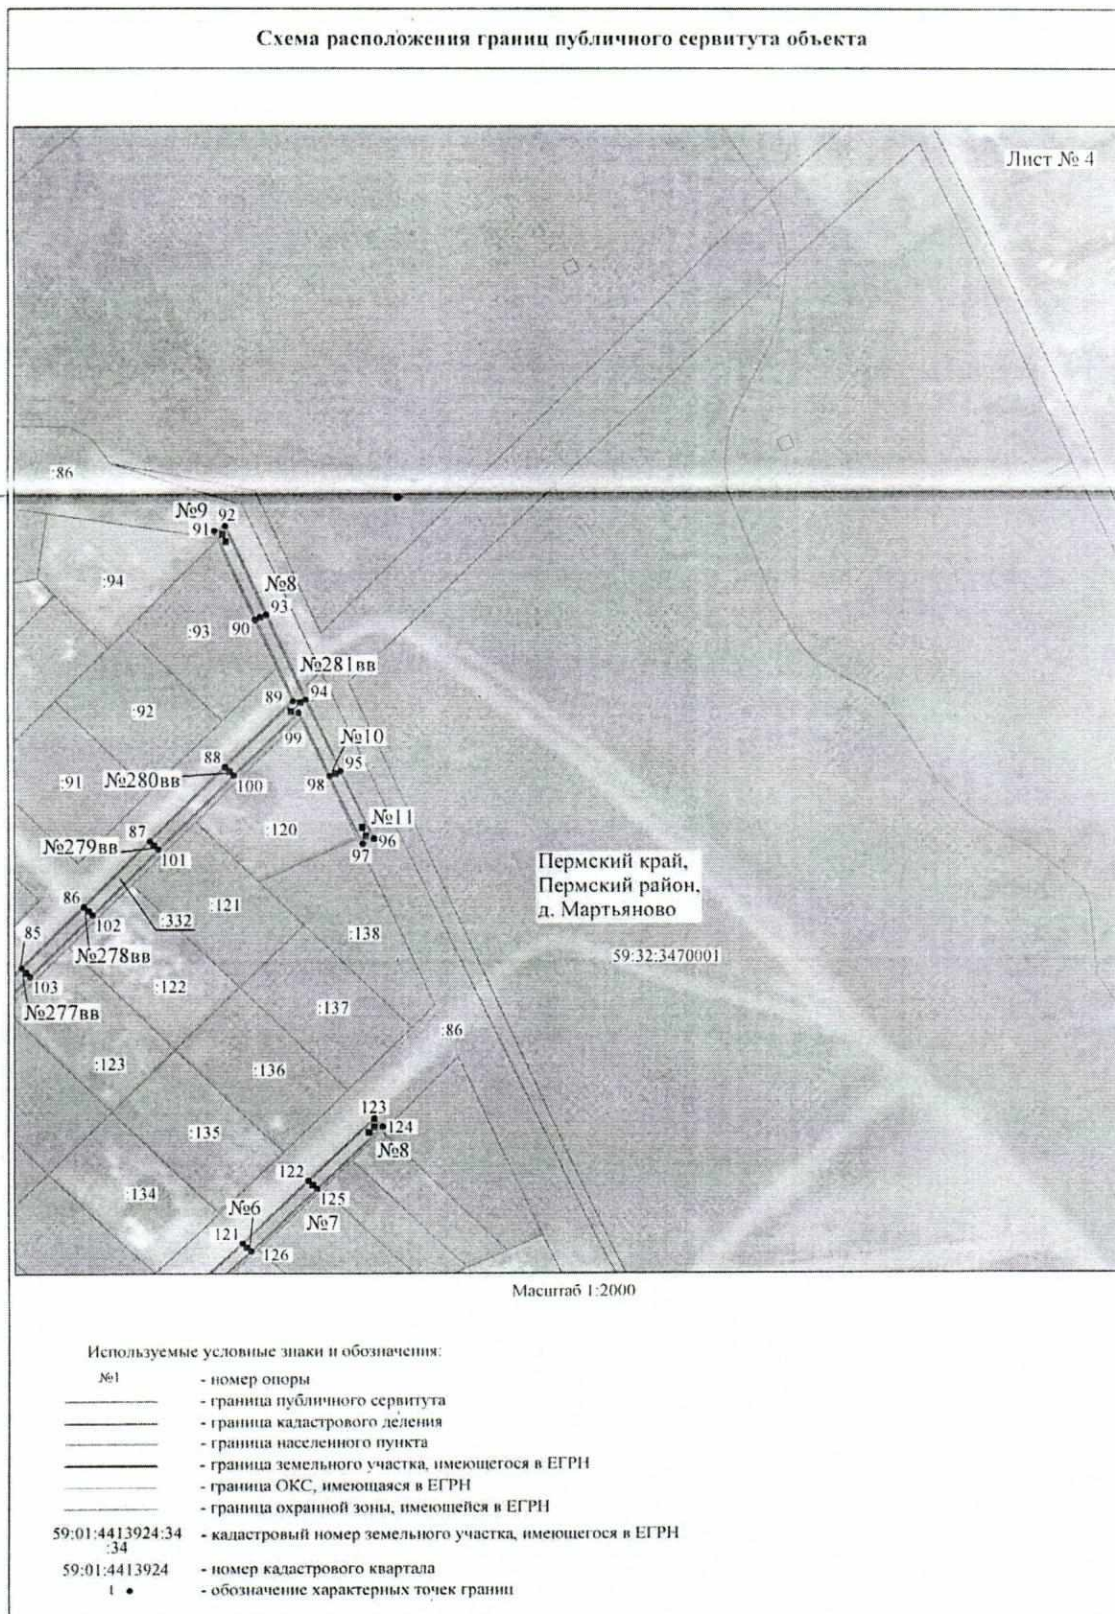 Схема расположения границ публичного сервитута объекта
Лист № 4
:86
№9
92
91
№8
:94
93
90
:93
№281вв
94
89
:92
99
№10
88
95
:91
№280вв
100
98
№11
87
:120
96
№279вв
97
101
Пермский край,
Пермский район,
д. Мартьяново
86
:332
:121
102
85
:138
№278вв
59:32:3470001
103
:122
№277вв
:137
:86
:123
:136
123
124
:135
№8
122
:134
125
№6
№7
121
126
Масштаб 1:2000
Используемые условные знаки и обозначения:
№1 - номер опоры
- граница публичного сервитута
- граница кадастрового деления
- граница населенного пункта
- граница земельного участка, имеющегося в ЕГРН
- граница ОКС, имеющаяся в ЕГРН
- граница охранной зоны, имеющейся в ЕГРН
59:01:4413924:34 - кадастровый номер земельного участка, имеющегося в ЕГРН
:34
59:01:4413924 - номер кадастрового квартала
1 ● - обозначение характерных точек границ